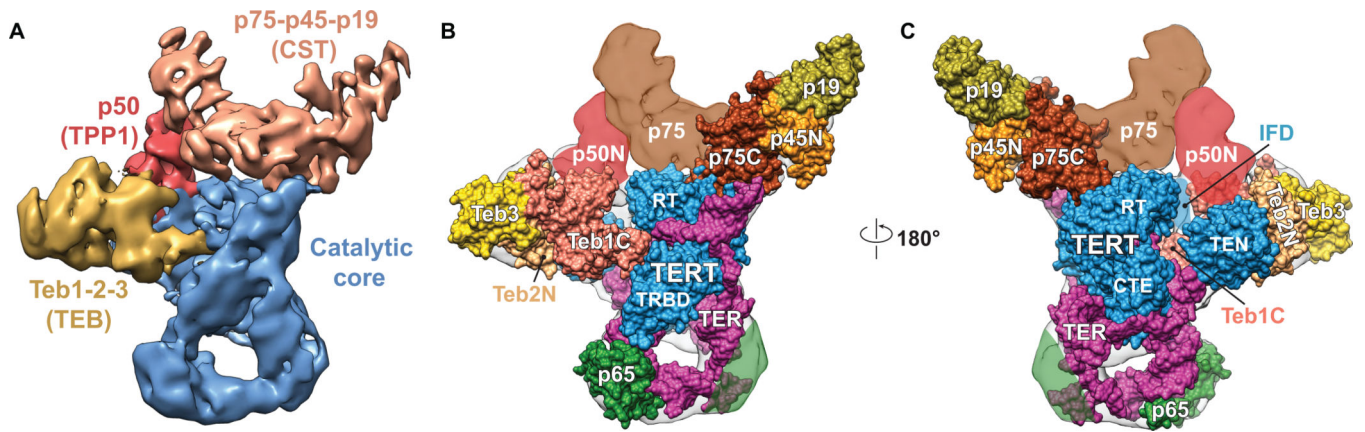 A
p75-p45-p19
(CST)
p50
(TPP1)
Teb1-2-3
(TEB)
Catalytic
core
B
p19
p75
p45N
p75C
p50N
RT
Teb3
Teb1C
TERT
Teb2N
TRBD
TER
p65
180°
C
p19
p75
p45N
p75C
IFD
p50N
RT
Teb2N
Teb3
TERT
TEN
CTE
Teb1C
TER
p65